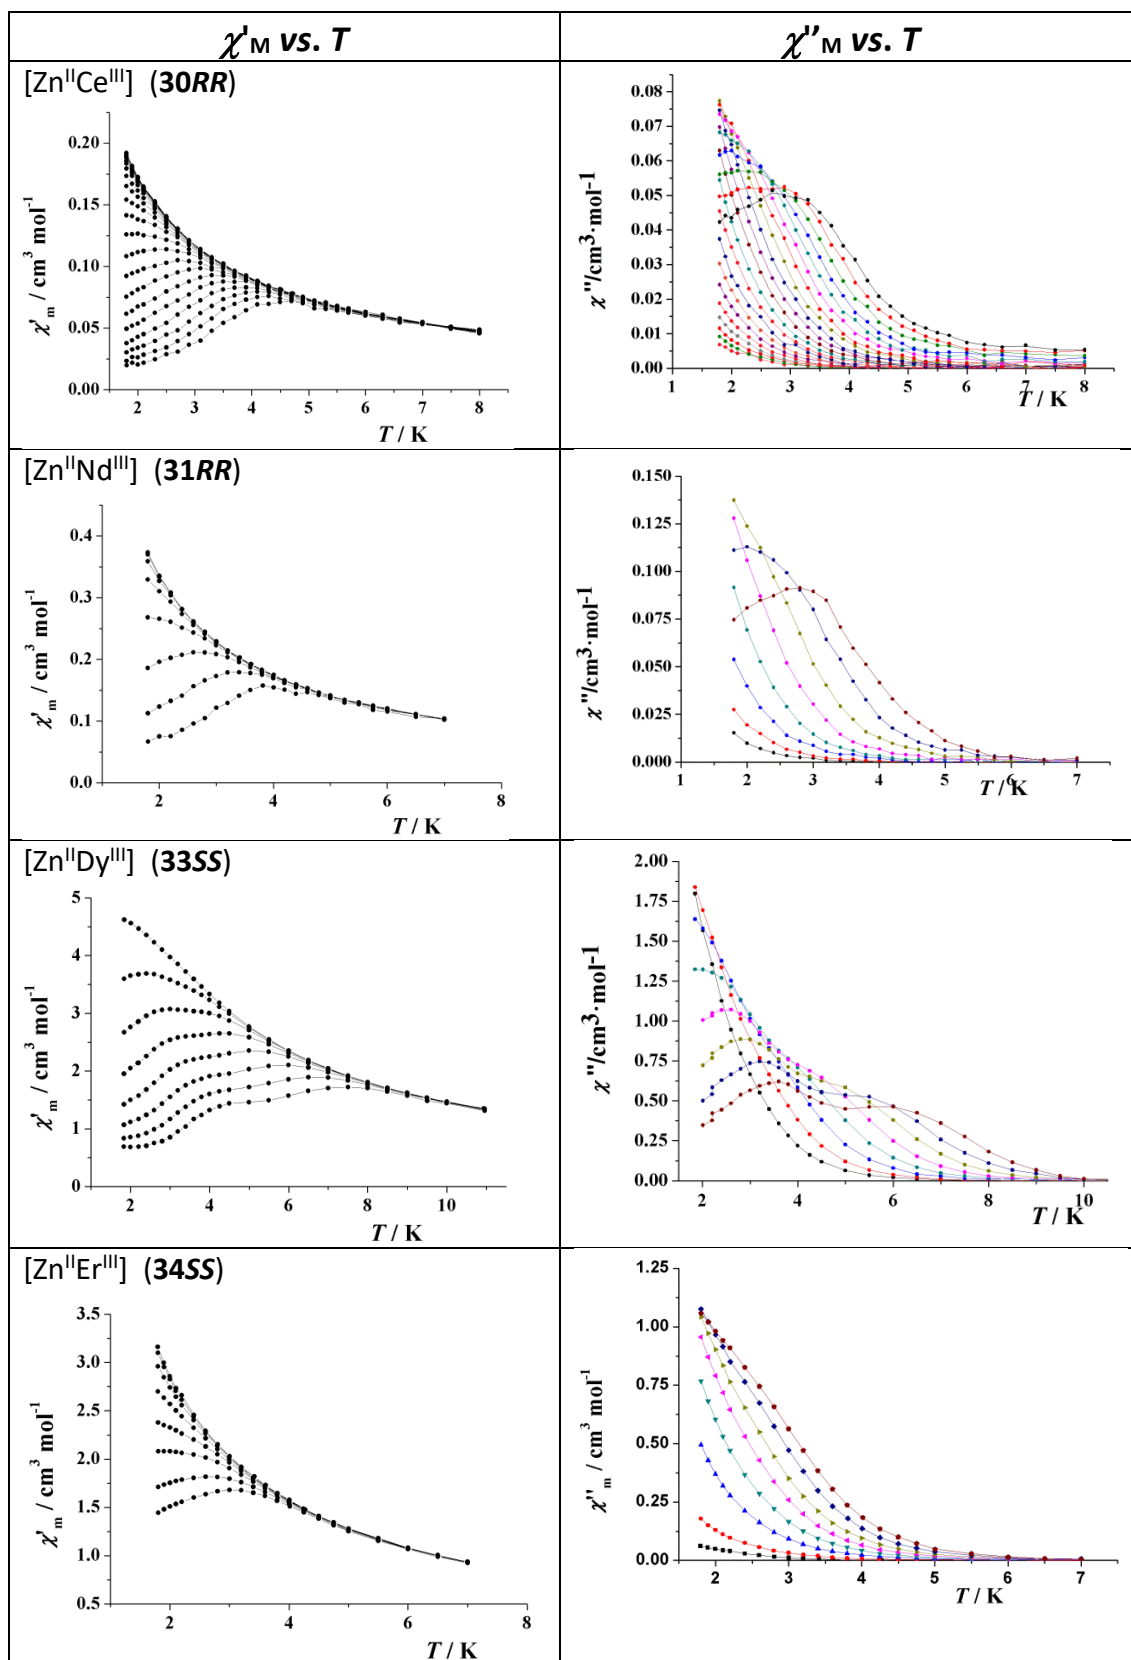 χ'M vs. T
χ''M vs. T
[ZnᴵᴵCeᴵᴵᴵ] (30RR)
0.20
0.15
0.10
0.05
0.00
χ'm / cm³ mol⁻¹
2 3 4 5 6 7 8
T / K
0.08
0.07
0.06
0.05
0.04
0.03
0.02
0.01
0.00
χ''/cm³·mol-1
1 2 3 4 5 6 7 8
T / K
[ZnᴵᴵNdᴵᴵᴵ] (31RR)
0.4
0.3
0.2
0.1
0.0
χ'm / cm³ mol⁻¹
2 4 6 8
T / K
0.150
0.125
0.100
0.075
0.050
0.025
0.000
χ''/cm³·mol-1
1 2 3 4 5 6 7
T / K
[ZnᴵᴵDyᴵᴵᴵ] (33SS)
5
4
3
2
1
0
χ'm / cm³ mol⁻¹
2 4 6 8 10
T / K
2.00
1.75
1.50
1.25
1.00
0.75
0.50
0.25
0.00
χ''/cm³·mol-1
2 4 6 8 10
T / K
[ZnᴵᴵErᴵᴵᴵ] (34SS)
3.5
3.0
2.5
2.0
1.5
1.0
0.5
χ'm / cm³ mol⁻¹
2 4 6 8
T / K
1.25
1.00
0.75
0.50
0.25
0.00
χ''m / cm³ mol⁻¹
2 3 4 5 6 7
T / K